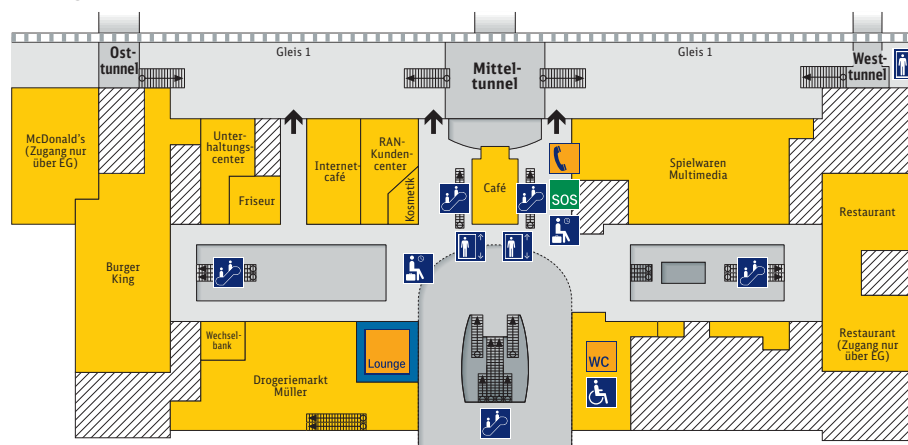 Gleis 1
Gleis 1
Ost-
tunnel
Mittel-
tunnel
West-
tunnel
McDonald's
(Zugang nur
über EG)
Unter-
haltungs-
center
Friseur
Internet-
café
RAN-
Kunden-
center
Kosmetik
Café
SOS
Spielwaren
Multimedia
Restaurant
Burger
King
Wechsel-
bank
Lounge
Drogeriemarkt
Müller
WC
Restaurant
(Zugang nur
über EG)